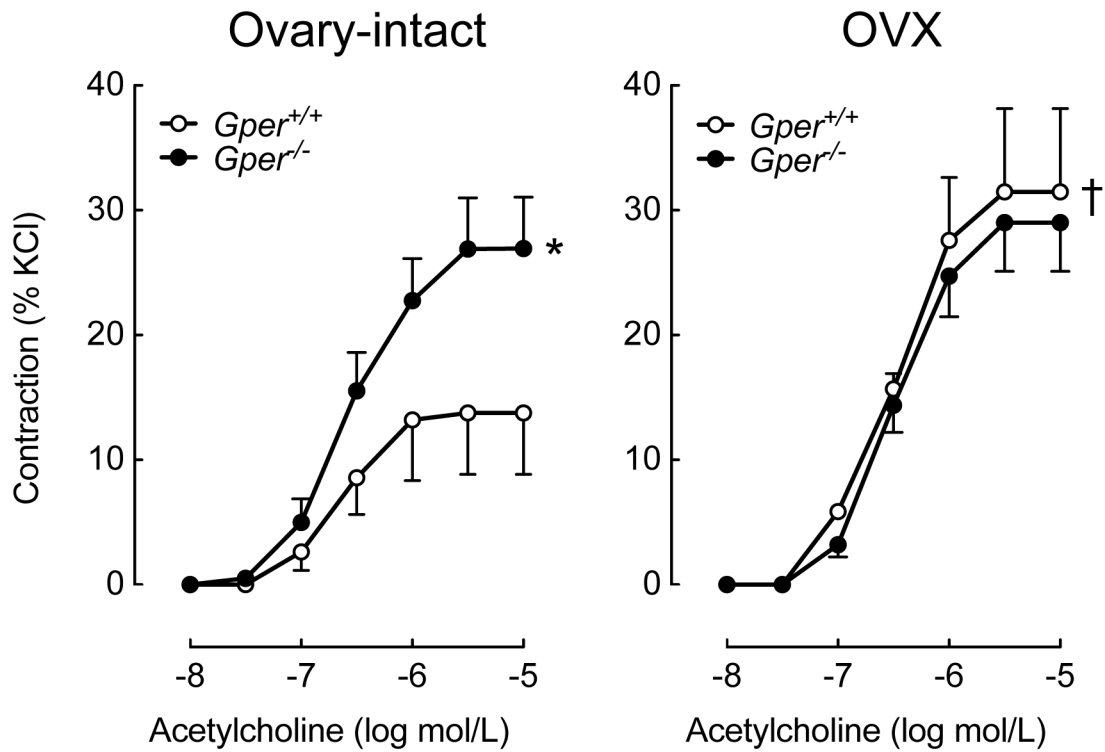 Ovary-intact
Contraction (% KCl)
40
30
20
10
0
Gper+/+
Gper-/-
*
-8 -7 -6 -5
Acetylcholine (log mol/L)
OVX
40
30
20
10
0
Gper+/+
Gper-/-
†
-8 -7 -6 -5
Acetylcholine (log mol/L)